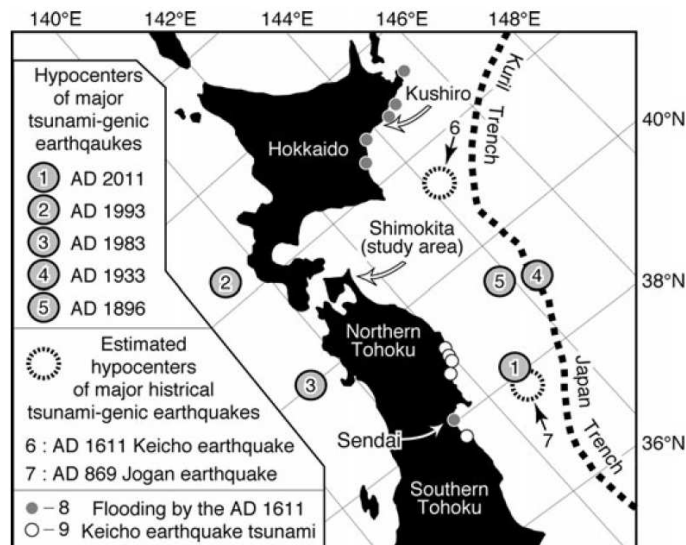 140°E
142°E
144°E
146°E
148°E
Hypocenters
of major
tsunami-genic
earthqaukes
1 AD 2011
2 AD 1993
3 AD 1983
4 AD 1933
5 AD 1896
Estimated
hypocenters
of major histrical
tsunami-genic earthquakes
6 : AD 1611 Keicho earthquake
7 : AD 869 Jogan earthquake
8 Flooding by the AD 1611
9 Keicho earthquake tsunami
Kushiro
Hokkaido
Kuril
Trench
6
40°N
Shimokita
(study area)
2
5
4
38°N
Northern
Tohoku
3
1
7
Japan
Trench
Sendai
36°N
Southern
Tohoku